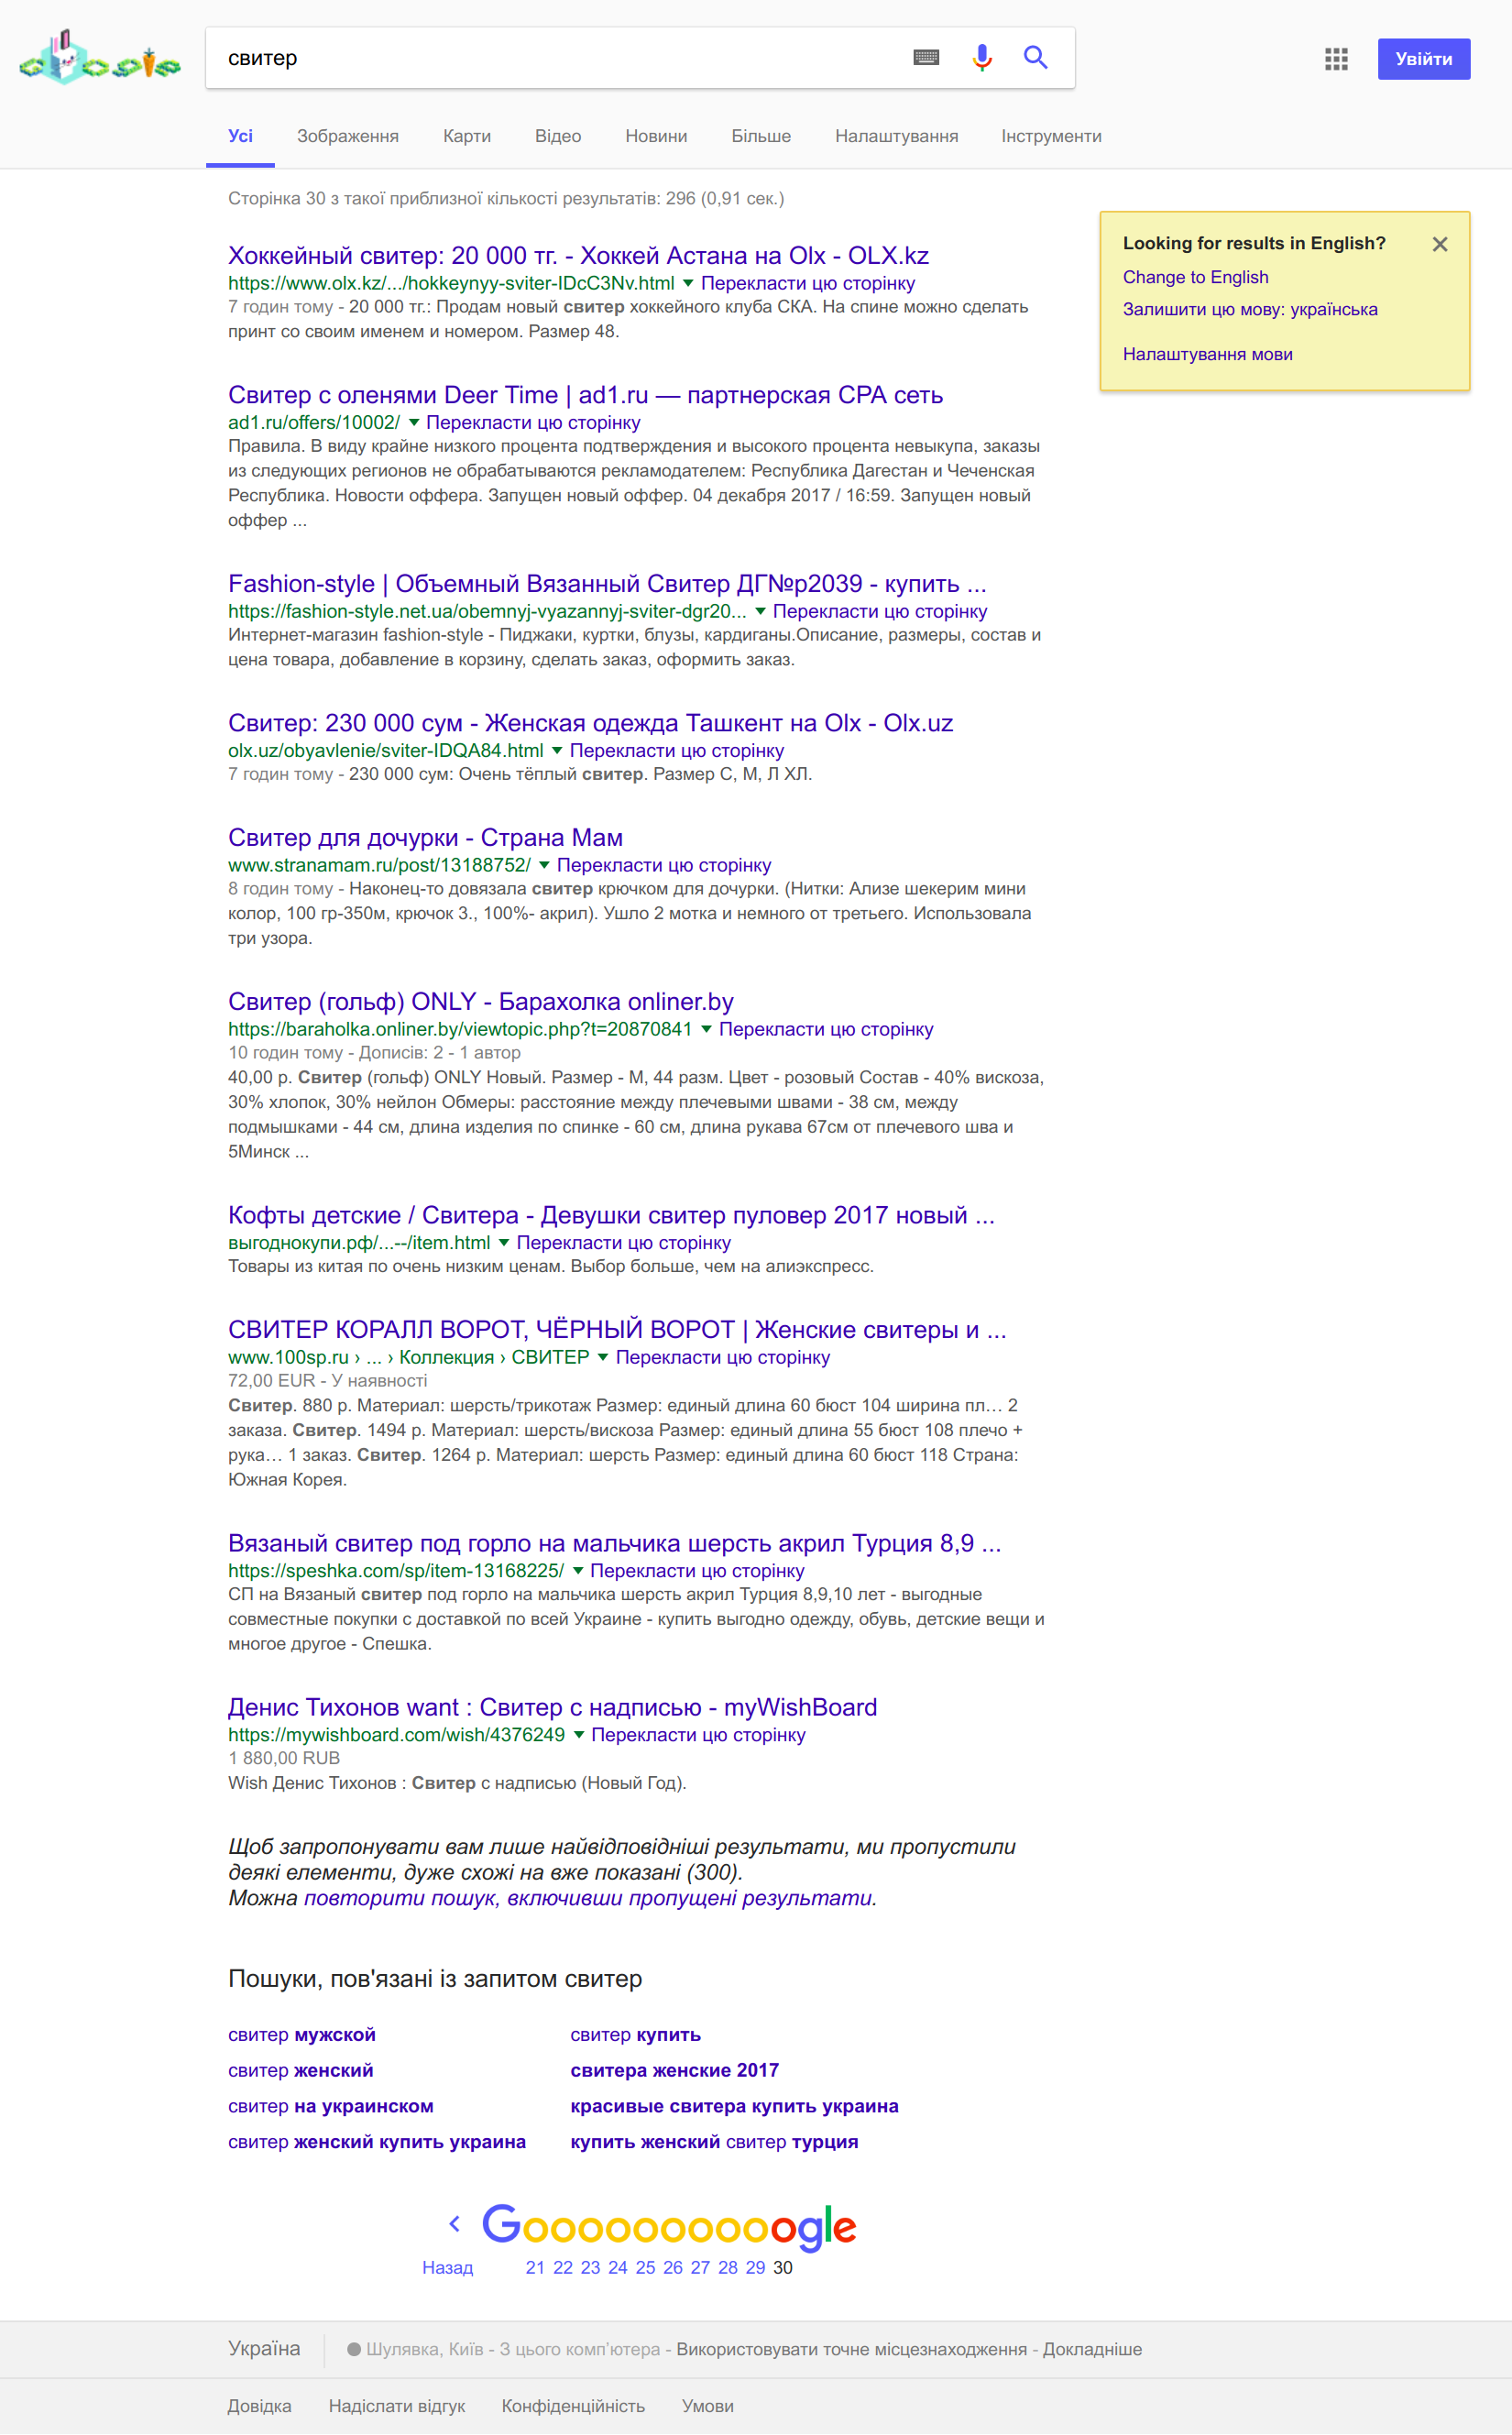 свитер
Увійти
Усі Зображення Карти Відео Новини Більше Налаштування Інструменти
Сторінка 30 з такої приблизної кількості результатів: 296 (0,91 сек.)
Looking for results in English?
Change to English
Залишити цю мову: українська
Налаштування мови
Хоккейный свитер: 20 000 тг. - Хоккей Астана на Olx - OLX.kz
https://www.olx.kz/.../hokkeynyy-sviter-IDcC3Nv.html Перекласти цю сторінку
7 годин тому - 20 000 тг.: Продам новый свитер хоккейного клуба СКА. На спине можно сделать
принт со своим именем и номером. Размер 48.
Свитер с оленями Deer Time | ad1.ru — партнерская CPA сеть
ad1.ru/offers/10002/ Перекласти цю сторінку
Правила. В виду крайне низкого процента подтверждения и высокого процента невыкупа, заказы
из следующих регионов не обрабатываются рекламодателем: Республика Дагестан и Чеченская
Республика. Новости оффера. Запущен новый оффер. 04 декабря 2017 / 16:59. Запущен новый
оффер ...
Fashion-style | Объемный Вязанный Свитер ДГ№р2039 - купить ...
https://fashion-style.net.ua/obemnyj-vyazannyj-sviter-dgr20... Перекласти цю сторінку
Интернет-магазин fashion-style - Пиджаки, куртки, блузы, кардиганы.Описание, размеры, состав и
цена товара, добавление в корзину, сделать заказ, оформить заказ.
Свитер: 230 000 сум - Женская одежда Ташкент на Olx - Olx.uz
olx.uz/obyavlenie/sviter-IDQA84.html Перекласти цю сторінку
7 годин тому - 230 000 сум: Очень тёплый свитер. Размер С, М, Л ХЛ.
Свитер для дочурки - Страна Мам
www.stranamam.ru/post/13188752/ Перекласти цю сторінку
8 годин тому - Наконец-то довязала свитер крючком для дочурки. (Нитки: Ализе шекерим мини
колор, 100 гр-350м, крючок 3., 100%- акрил). Ушло 2 мотка и немного от третьего. Использовала
три узора.
Свитер (гольф) ONLY - Барахолка onliner.by
https://baraholka.onliner.by/viewtopic.php?t=20870841 Перекласти цю сторінку
10 годин тому - Дописів: 2 - 1 автор
40,00 р. Свитер (гольф) ONLY Новый. Размер - М, 44 разм. Цвет - розовый Состав - 40% вискоза,
30% хлопок, 30% нейлон Обмеры: расстояние между плечевыми швами - 38 см, между
подмышками - 44 см, длина изделия по спинке - 60 см, длина рукава 67см от плечевого шва и
5Минск ...
Кофты детские / Свитера - Девушки свитер пуловер 2017 новый ...
выгоднокупи.рф/...--/item.html Перекласти цю сторінку
Товары из китая по очень низким ценам. Выбор больше, чем на алиэкспресс.
СВИТЕР КОРАЛЛ ВОРОТ, ЧЁРНЫЙ ВОРОТ | Женские свитеры и ...
www.100sp.ru › ... › Коллекция › СВИТЕР Перекласти цю сторінку
72,00 EUR - У наявності
Свитер. 880 р. Материал: шерсть/трикотаж Размер: единый длина 60 бюст 104 ширина пл… 2
заказа. Свитер. 1494 р. Материал: шерсть/вискоза Размер: единый длина 55 бюст 108 плечо +
рука… 1 заказ. Свитер. 1264 р. Материал: шерсть Размер: единый длина 60 бюст 118 Страна:
Южная Корея.
Вязаный свитер под горло на мальчика шерсть акрил Турция 8,9 ...
https://speshka.com/sp/item-13168225/ Перекласти цю сторінку
СП на Вязаный свитер под горло на мальчика шерсть акрил Турция 8,9,10 лет - выгодные
совместные покупки с доставкой по всей Украине - купить выгодно одежду, обувь, детские вещи и
многое другое - Спешка.
Денис Тихонов want : Свитер с надписью - myWishBoard
https://mywishboard.com/wish/4376249 Перекласти цю сторінку
1 880,00 RUB
Wish Денис Тихонов : Свитер с надписью (Новый Год).
Щоб запропонувати вам лише найвідповідніші результати, ми пропустили
деякі елементи, дуже схожі на вже показані (300).
Можна повторити пошук, включивши пропущені результати.
Пошуки, пов'язані із запитом свитер
свитер мужской свитер купить
свитер женский свитера женские 2017
свитер на украинском красивые свитера купить украина
свитер женский купить украина купить женский свитер турция
Goooooooooogle
Назад 21 22 23 24 25 26 27 28 29 30
Україна Шулявка, Київ - З цього комп'ютера - Використовувати точне місцезнаходження - Докладніше
Довідка Надіслати відгук Конфіденційність Умови